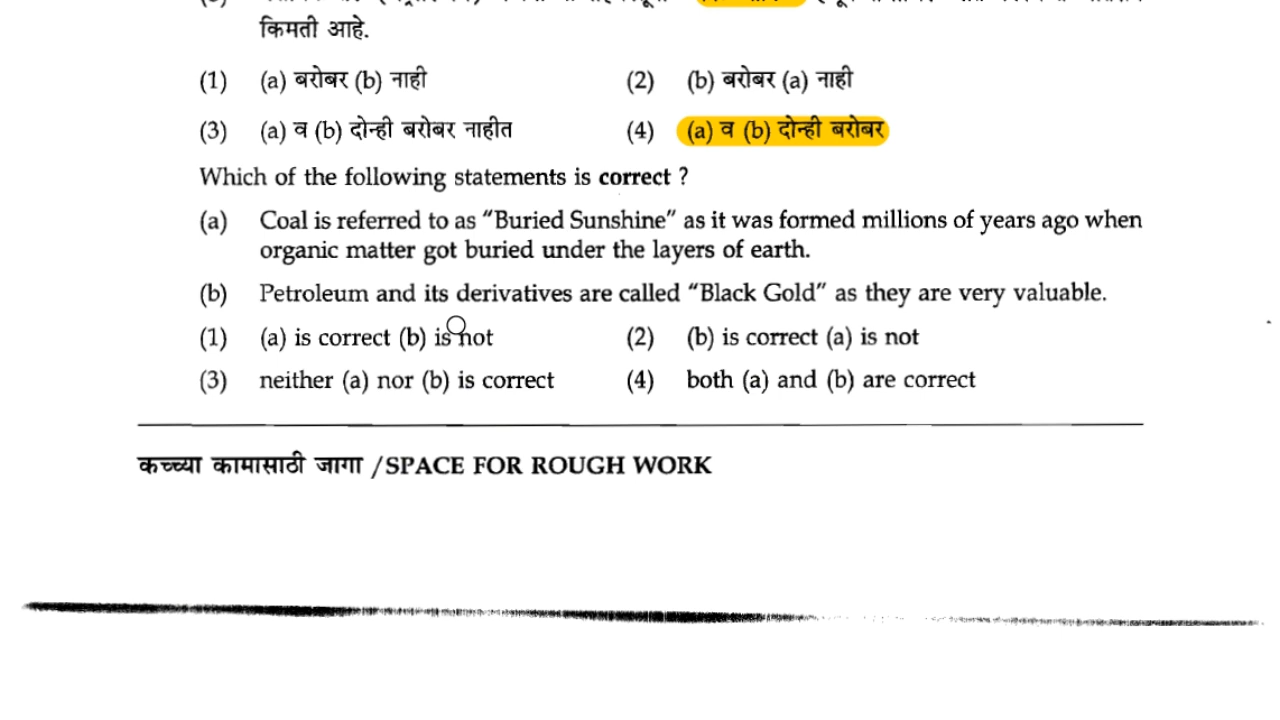 किमती आहे.
(1) (a) बरोबर (b) नाही (2) (b) बरोबर (a) नाही
(3) (a) व (b) दोन्ही बरोबर नाहीत (4) (a) व (b) दोन्ही बरोबर
Which of the following statements is correct ?
(a) Coal is referred to as “Buried Sunshine” as it was formed millions of years ago when
organic matter got buried under the layers of earth.
(b) Petroleum and its derivatives are called “Black Gold” as they are very valuable.
(1) (a) is correct (b) is not (2) (b) is correct (a) is not
(3) neither (a) nor (b) is correct (4) both (a) and (b) are correct
कच्च्या कामासाठी जागा /SPACE FOR ROUGH WORK